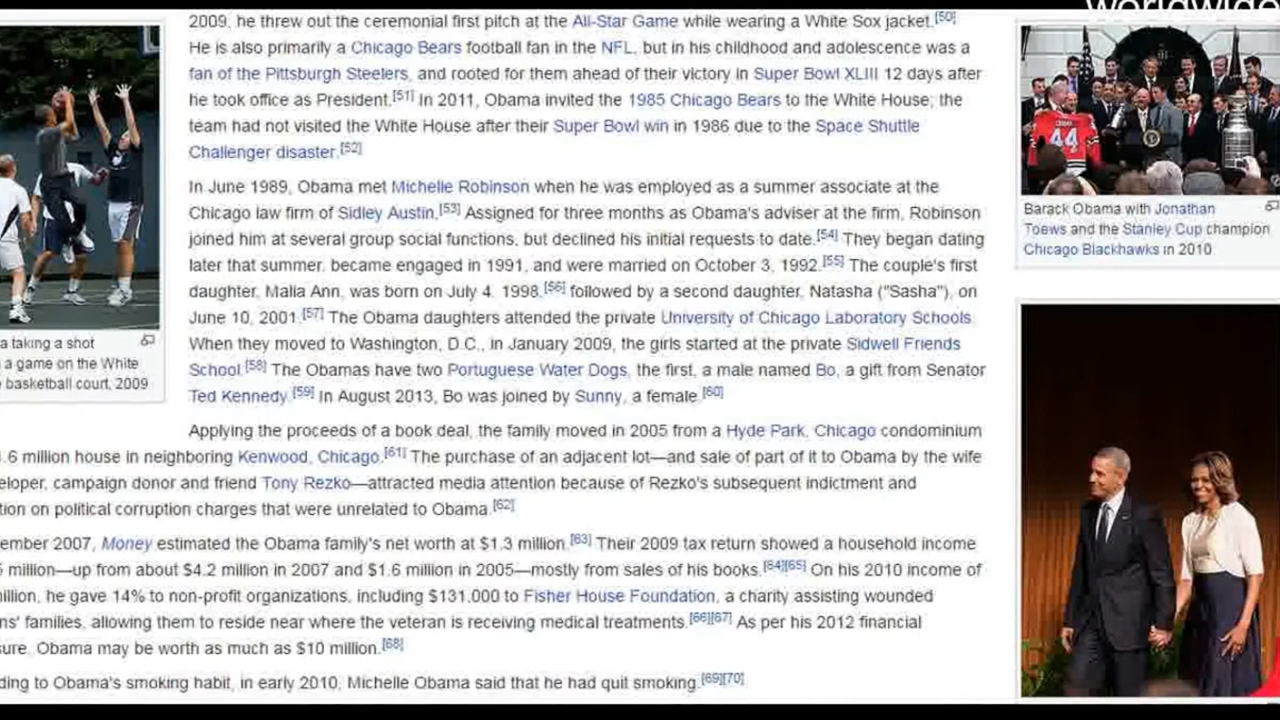 worldwide
2009, he threw out the ceremonial first pitch at the All-Star Game while wearing a White Sox jacket.[50]
He is also primarily a Chicago Bears football fan in the NFL, but in his childhood and adolescence was a
fan of the Pittsburgh Steelers, and rooted for them ahead of their victory in Super Bowl XLIII 12 days after
he took office as President.[51] In 2011, Obama invited the 1985 Chicago Bears to the White House; the
team had not visited the White House after their Super Bowl win in 1986 due to the Space Shuttle
Challenger disaster.[52]
In June 1989, Obama met Michelle Robinson when he was employed as a summer associate at the
Chicago law firm of Sidley Austin.[53] Assigned for three months as Obama's adviser at the firm, Robinson
joined him at several group social functions, but declined his initial requests to date.[54] They began dating
later that summer, became engaged in 1991, and were married on October 3, 1992.[55] The couple's first
daughter, Malia Ann, was born on July 4, 1998,[56] followed by a second daughter, Natasha ("Sasha"), on
June 10, 2001.[57] The Obama daughters attended the private University of Chicago Laboratory Schools.
When they moved to Washington, D.C., in January 2009, the girls started at the private Sidwell Friends
School.[58] The Obamas have two Portuguese Water Dogs, the first, a male named Bo, a gift from Senator
Ted Kennedy.[59] In August 2013, Bo was joined by Sunny, a female.[60]
Applying the proceeds of a book deal, the family moved in 2005 from a Hyde Park, Chicago condominium
.6 million house in neighboring Kenwood, Chicago.[61] The purchase of an adjacent lot—and sale of part of it to Obama by the wife
eloper, campaign donor and friend Tony Rezko—attracted media attention because of Rezko's subsequent indictment and
tion on political corruption charges that were unrelated to Obama.[62]
ember 2007, Money estimated the Obama family's net worth at $1.3 million.[63] Their 2009 tax return showed a household income
5 million—up from about $4.2 million in 2007 and $1.6 million in 2005—mostly from sales of his books.[64][65] On his 2010 income of
illion, he gave 14% to non-profit organizations, including $131,000 to Fisher House Foundation, a charity assisting wounded
ns' families, allowing them to reside near where the veteran is receiving medical treatments.[66][67] As per his 2012 financial
sure, Obama may be worth as much as $10 million.[68]
ding to Obama's smoking habit, in early 2010, Michelle Obama said that he had quit smoking.[69][70]
a taking a shot
a game on the White
basketball court, 2009
44
Barack Obama with Jonathan
Toews and the Stanley Cup champion
Chicago Blackhawks in 2010